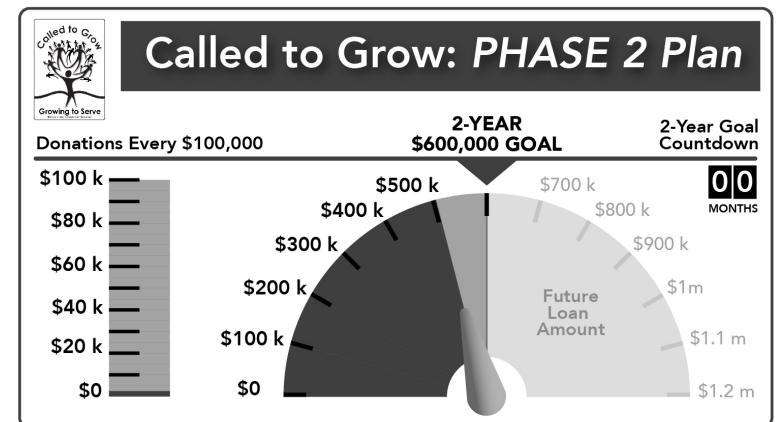 Called to Grow
Growing to Serve
Called to Grow: PHASE 2 Plan
Donations Every $100,000
2-YEAR
$600,000 GOAL
2-Year Goal
Countdown
00
MONTHS
$100 k
$80 k
$60 k
$40 k
$20 k
$0
$0
$100 k
$200 k
$300 k
$400 k
$500 k
$700 k
$800 k
$900 k
$1m
$1.1 m
$1.2 m
Future
Loan
Amount